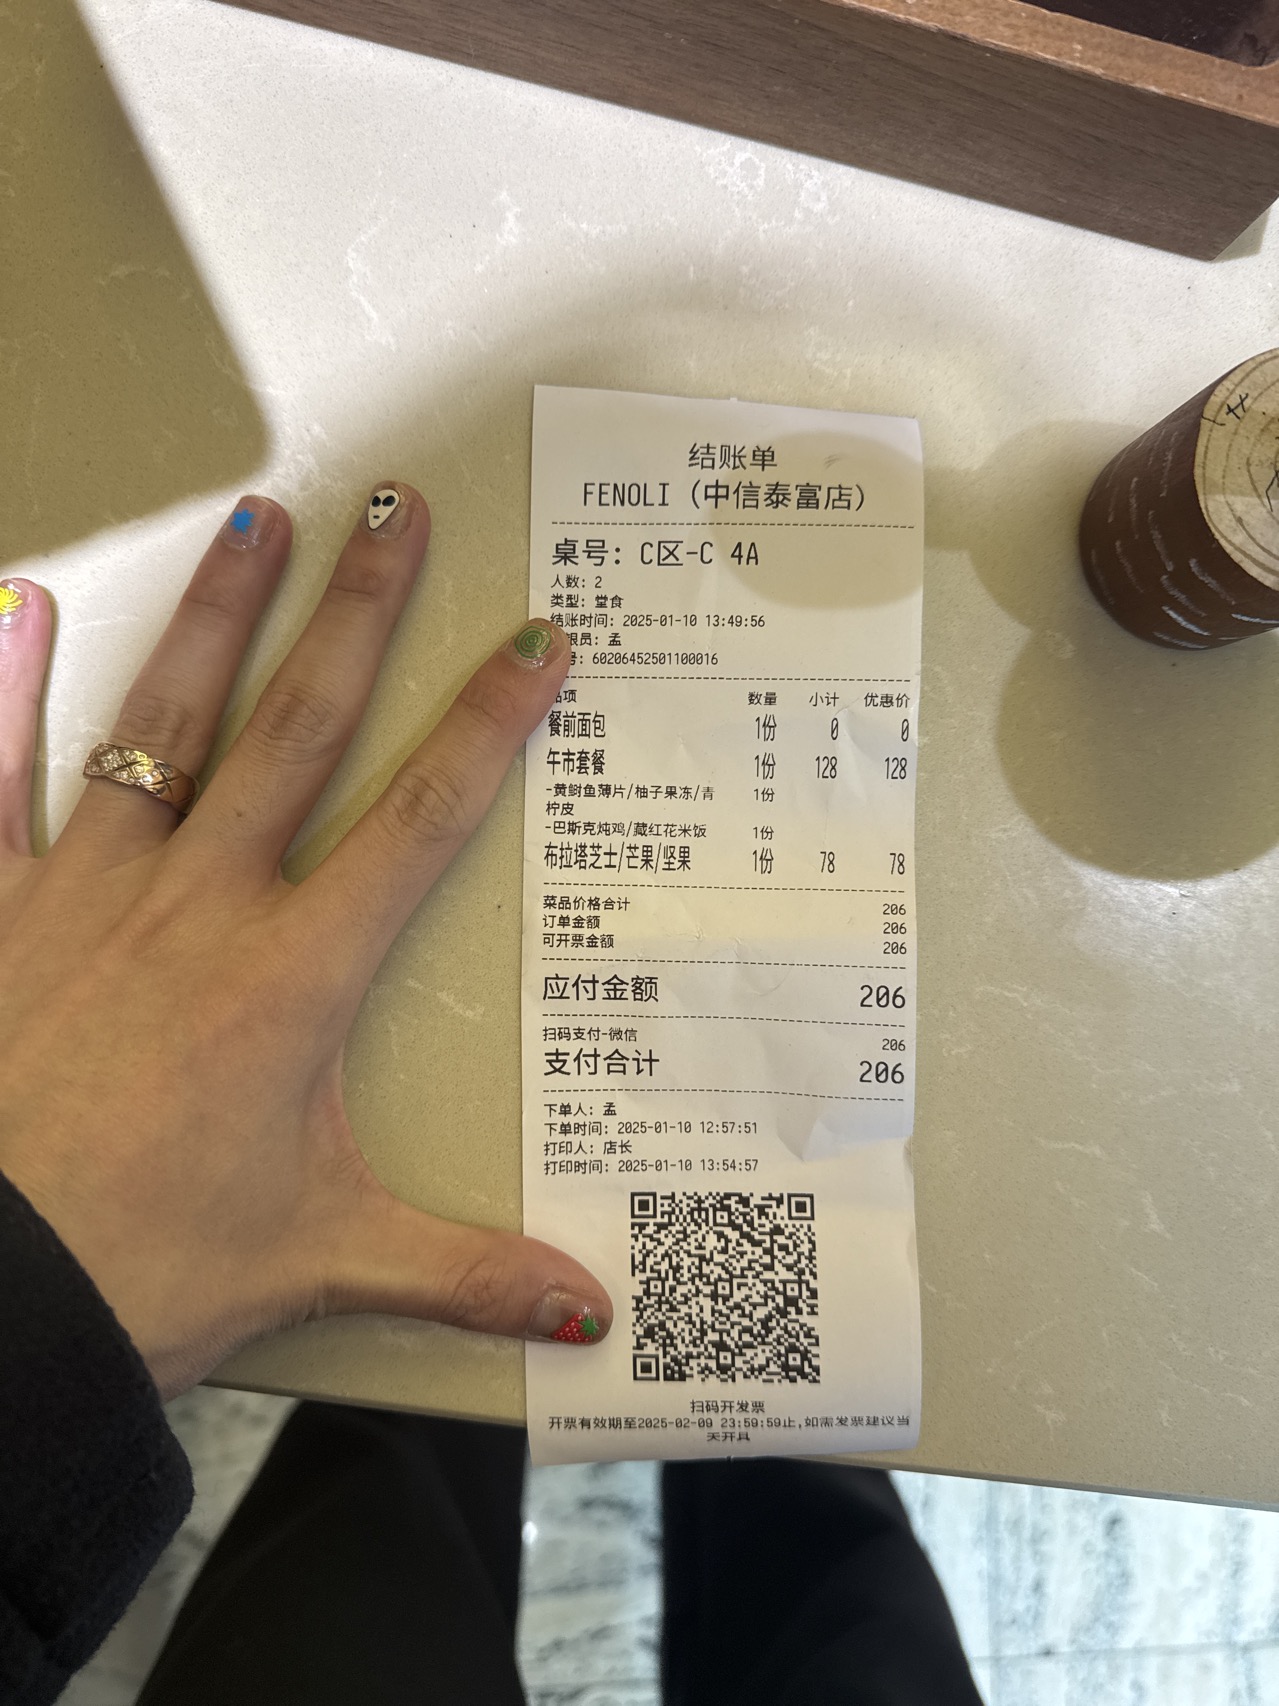 结账单
FENOLI (中信泰富店)
桌号: C区-C 4A
人数: 2
类型: 堂食
结账时间: 2025-01-10 13:49:56
银员: 孟
号: 60206452501100016
品项 数量 小计 优惠价
餐前面包 1份 0 0
午市套餐 1份 128 128
-黄鰤鱼薄片/柚子果冻/青 1份
柠皮
-巴斯克炖鸡/藏红花米饭 1份
布拉塔芝士/芒果/坚果 1份 78 78
菜品价格合计 206
订单金额 206
可开票金额 206
应付金额 206
扫码支付-微信 206
支付合计 206
下单人: 孟
下单时间: 2025-01-10 12:57:51
打印人: 店长
打印时间: 2025-01-10 13:54:57
扫码开发票
开票有效期至2025-02-09 23:59:59止,如需发票建议当
天开具